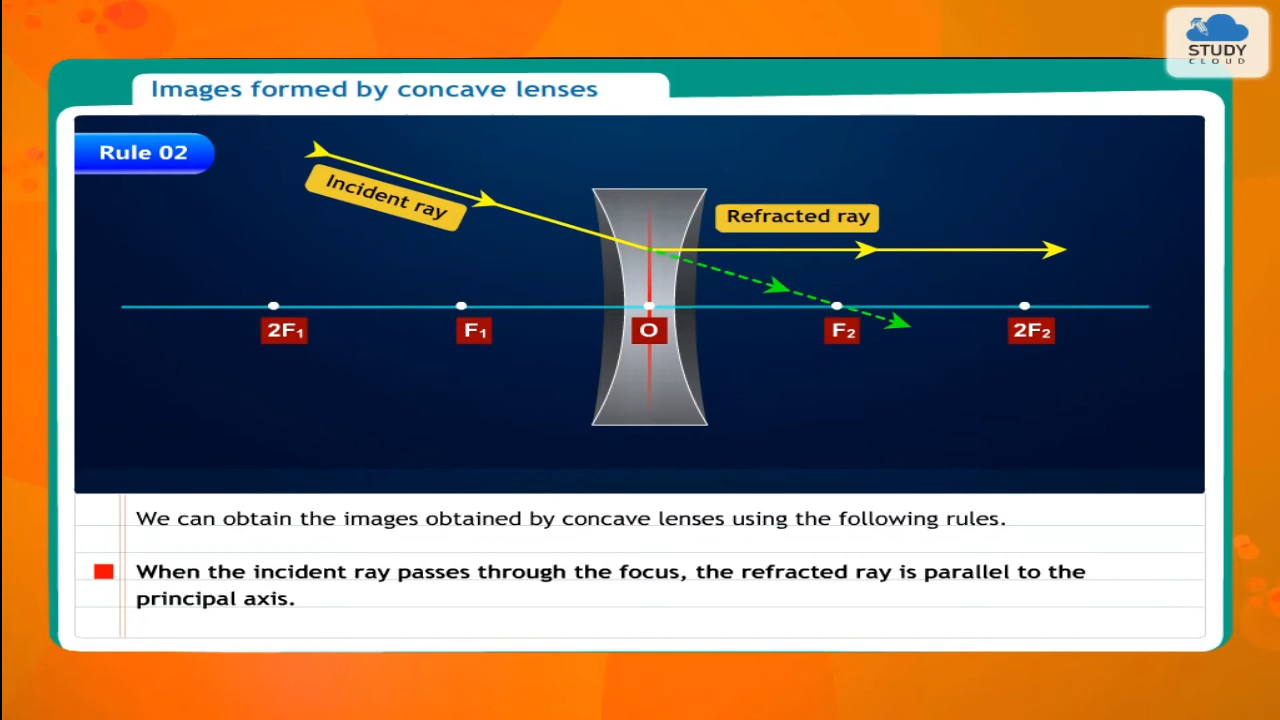 STUDY
CLOUD
Images formed by concave lenses
Rule 02
Incident ray
Refracted ray
2F₁
F₁
O
F₂
2F₂
We can obtain the images obtained by concave lenses using the following rules.
When the incident ray passes through the focus, the refracted ray is parallel to the
principal axis.